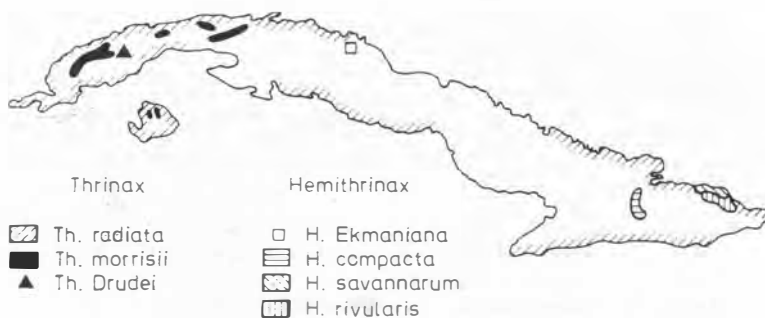 Thrinax
Th. radiata
Th. morrisii
Th. Drudei
Hemithrinax
H. Ekmaniana
H. compacta
H. savannarum
H. rivularis